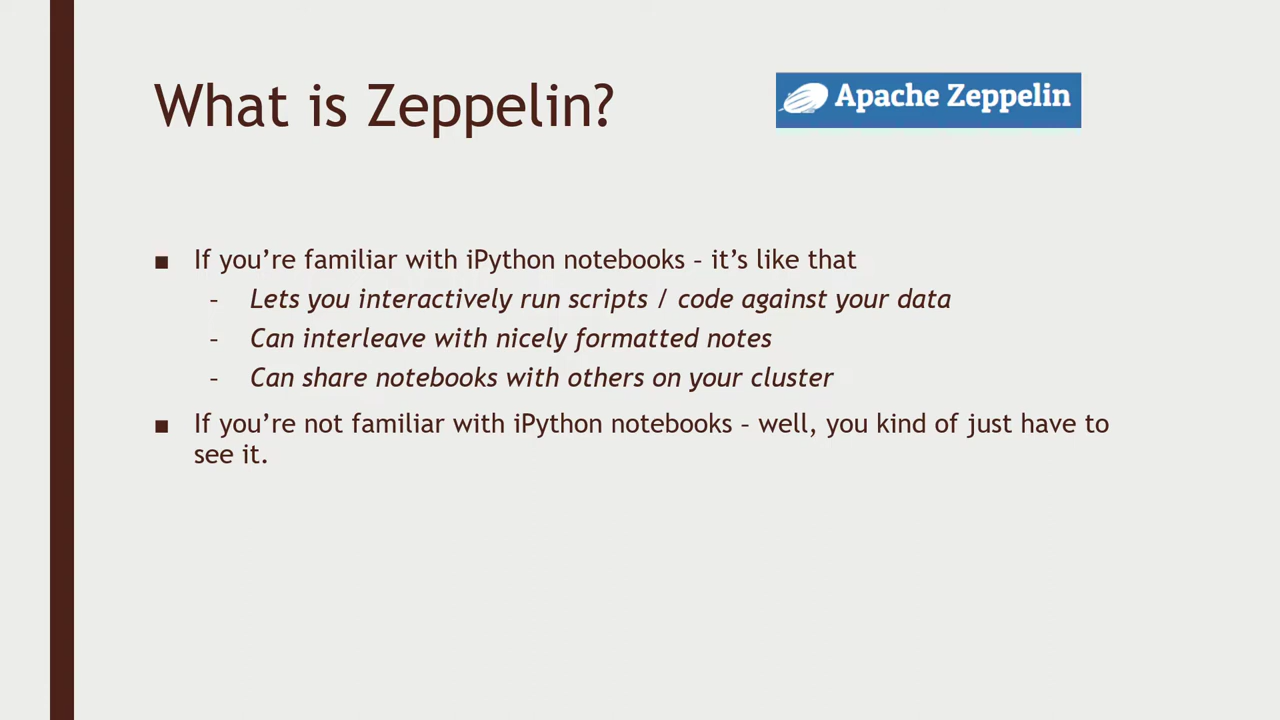 What is Zeppelin?
Apache Zeppelin
■ If you’re familiar with iPython notebooks – it’s like that
– Lets you interactively run scripts / code against your data
– Can interleave with nicely formatted notes
– Can share notebooks with others on your cluster
■ If you’re not familiar with iPython notebooks – well, you kind of just have to
see it.